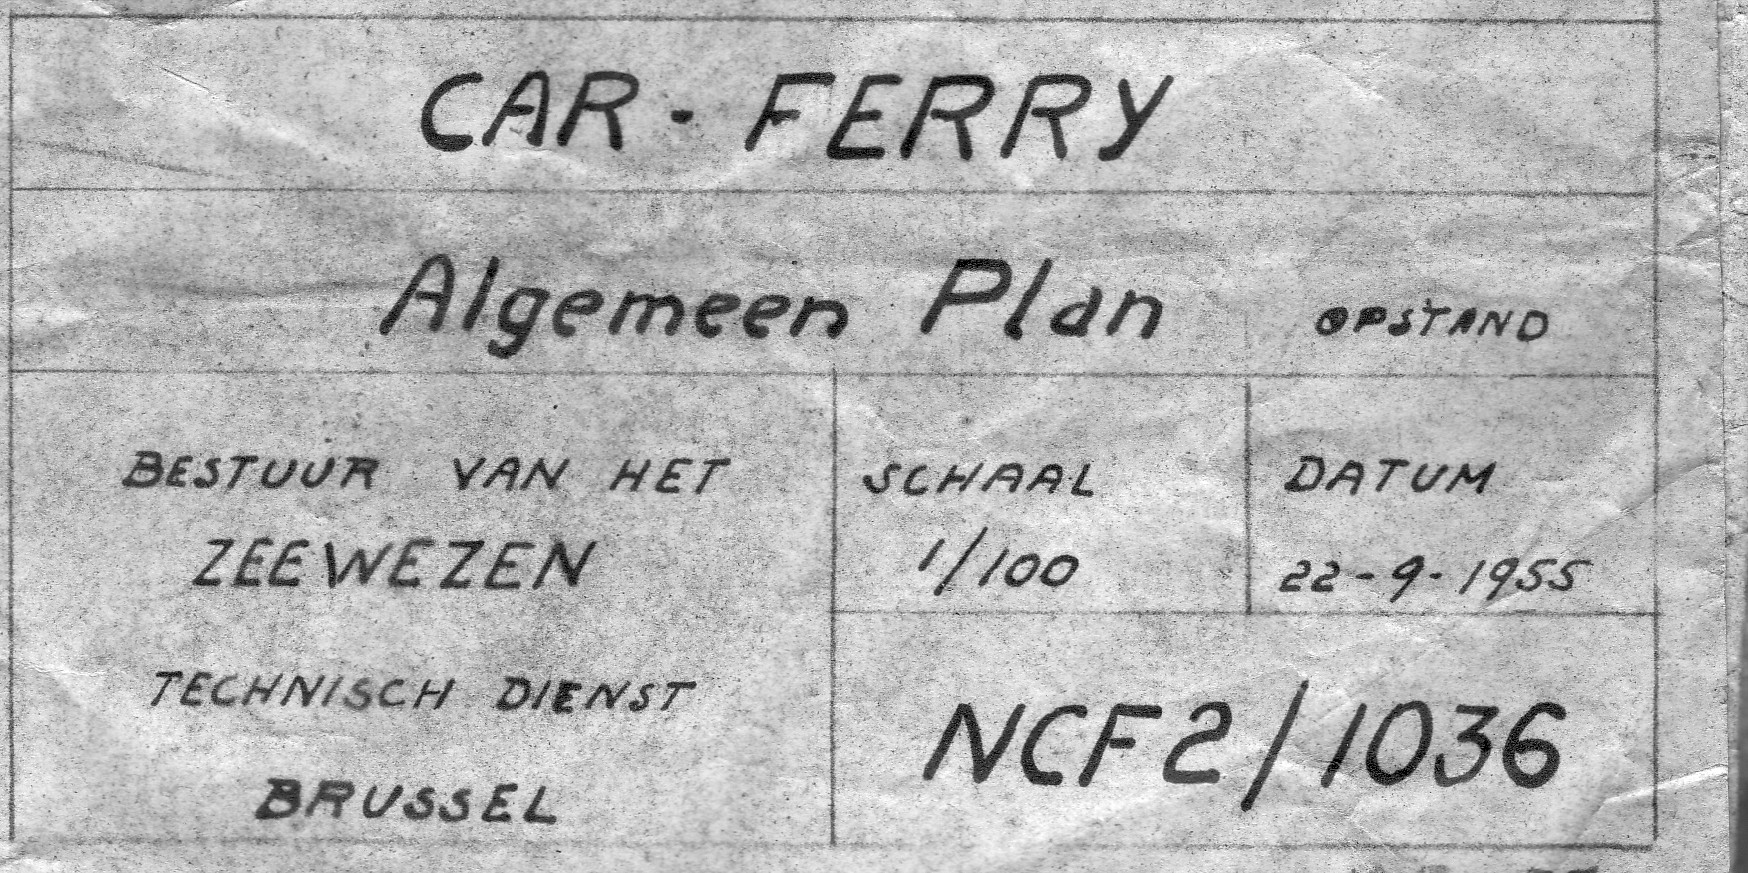 CAR - FERRY
Algemeen Plan OPSTAND
BESTUUR VAN HET
ZEEWEZEN
TECHNISCH DIENST
BRUSSEL
SCHAAL
1/100
DATUM
22-9-1955
NCF2/1036